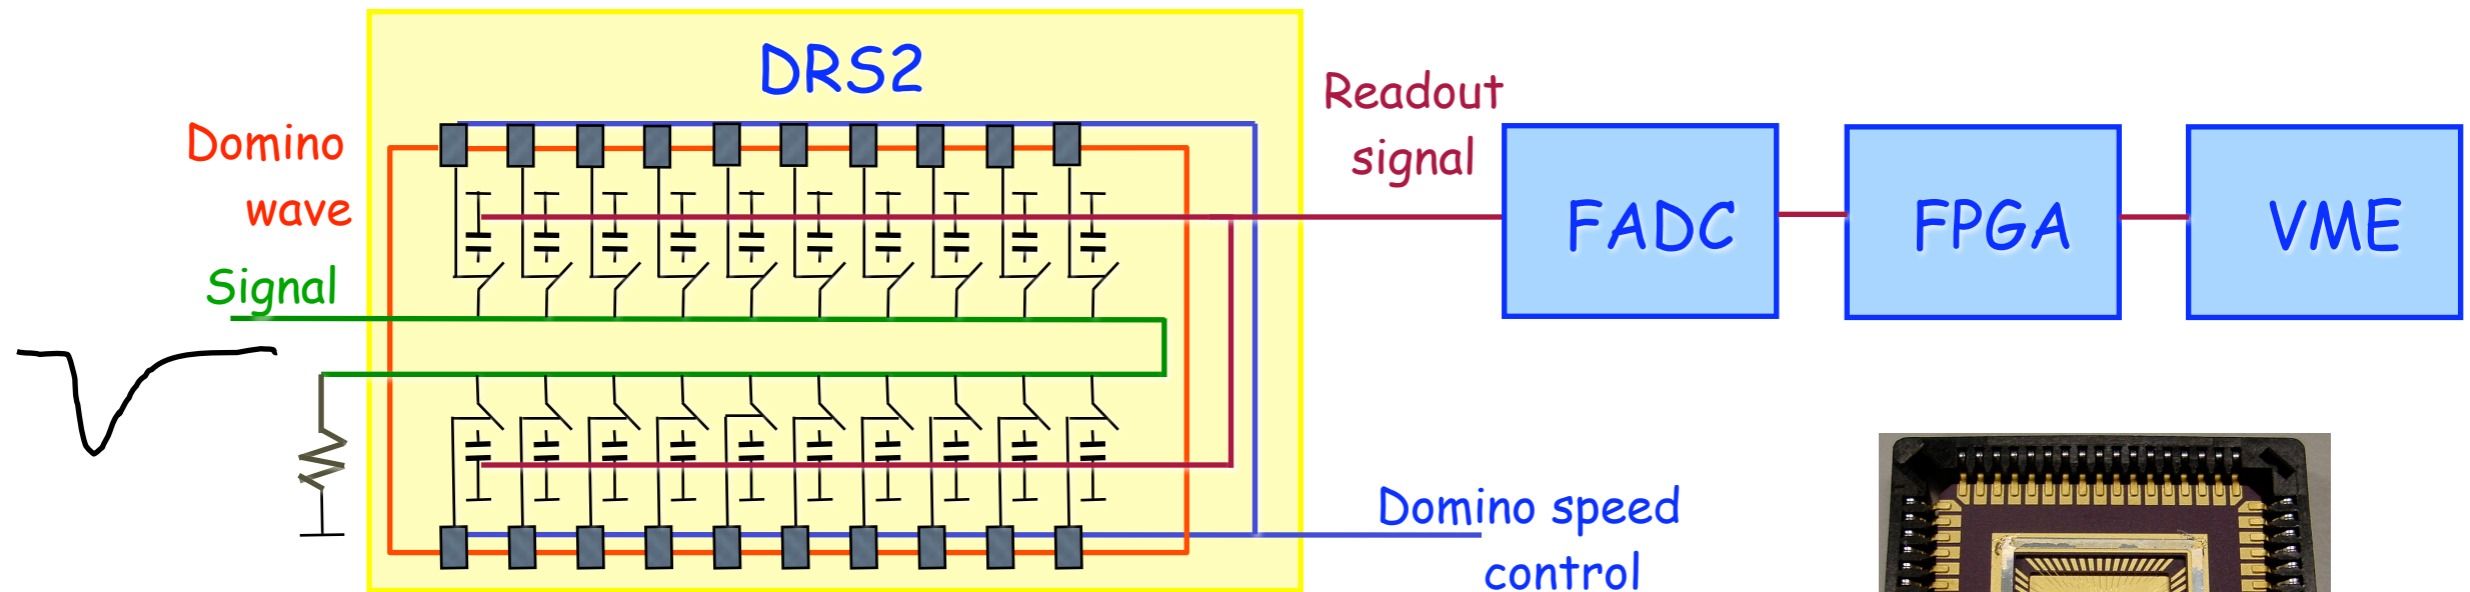 DRS2
Readout
signal
Domino
wave
Signal
FADC
FPGA
VME
Domino speed
control